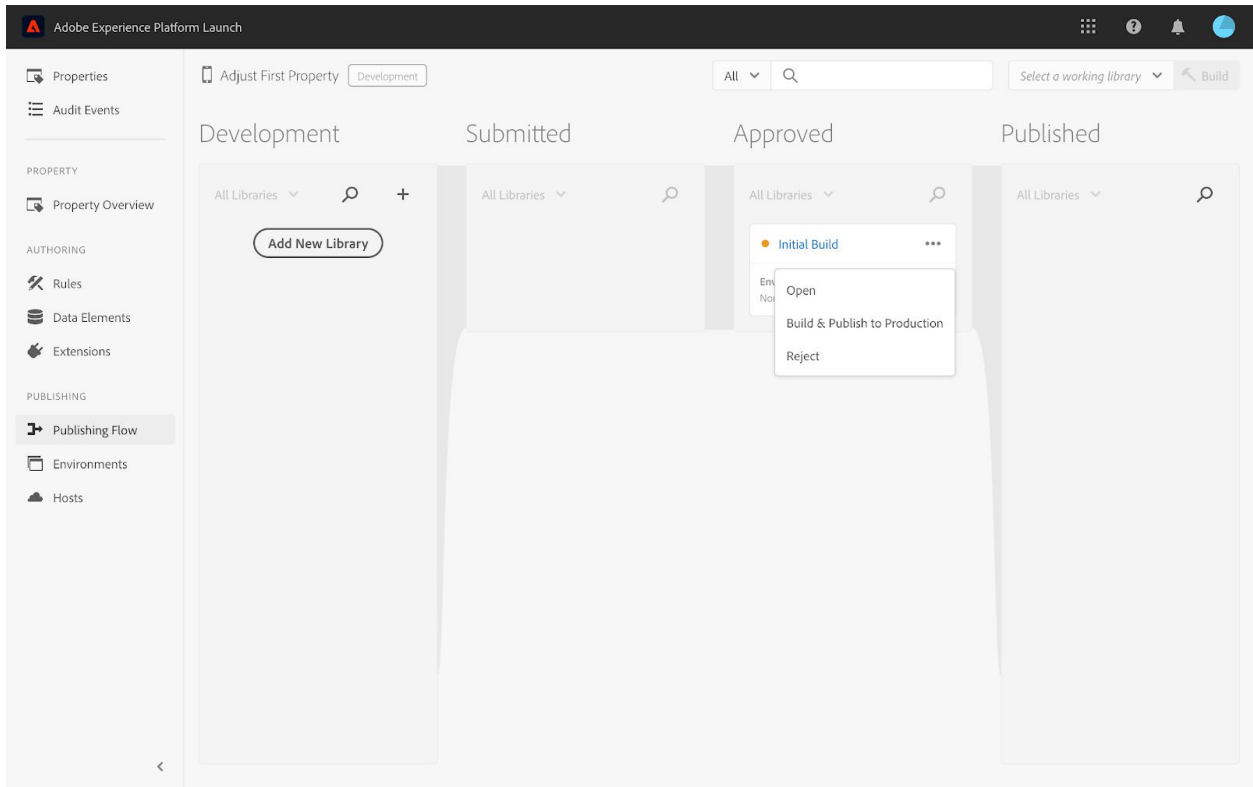 Adobe Experience Platform Launch
Properties
Audit Events
PROPERTY
Property Overview
AUTHORING
Rules
Data Elements
Extensions
PUBLISHING
Publishing Flow
Environments
Hosts
Adjust First Property
Development
All
Select a working library
Build
Development
Submitted
Approved
Published
All Libraries
All Libraries
All Libraries
All Libraries
Add New Library
Initial Build
Open
Build & Publish to Production
Reject